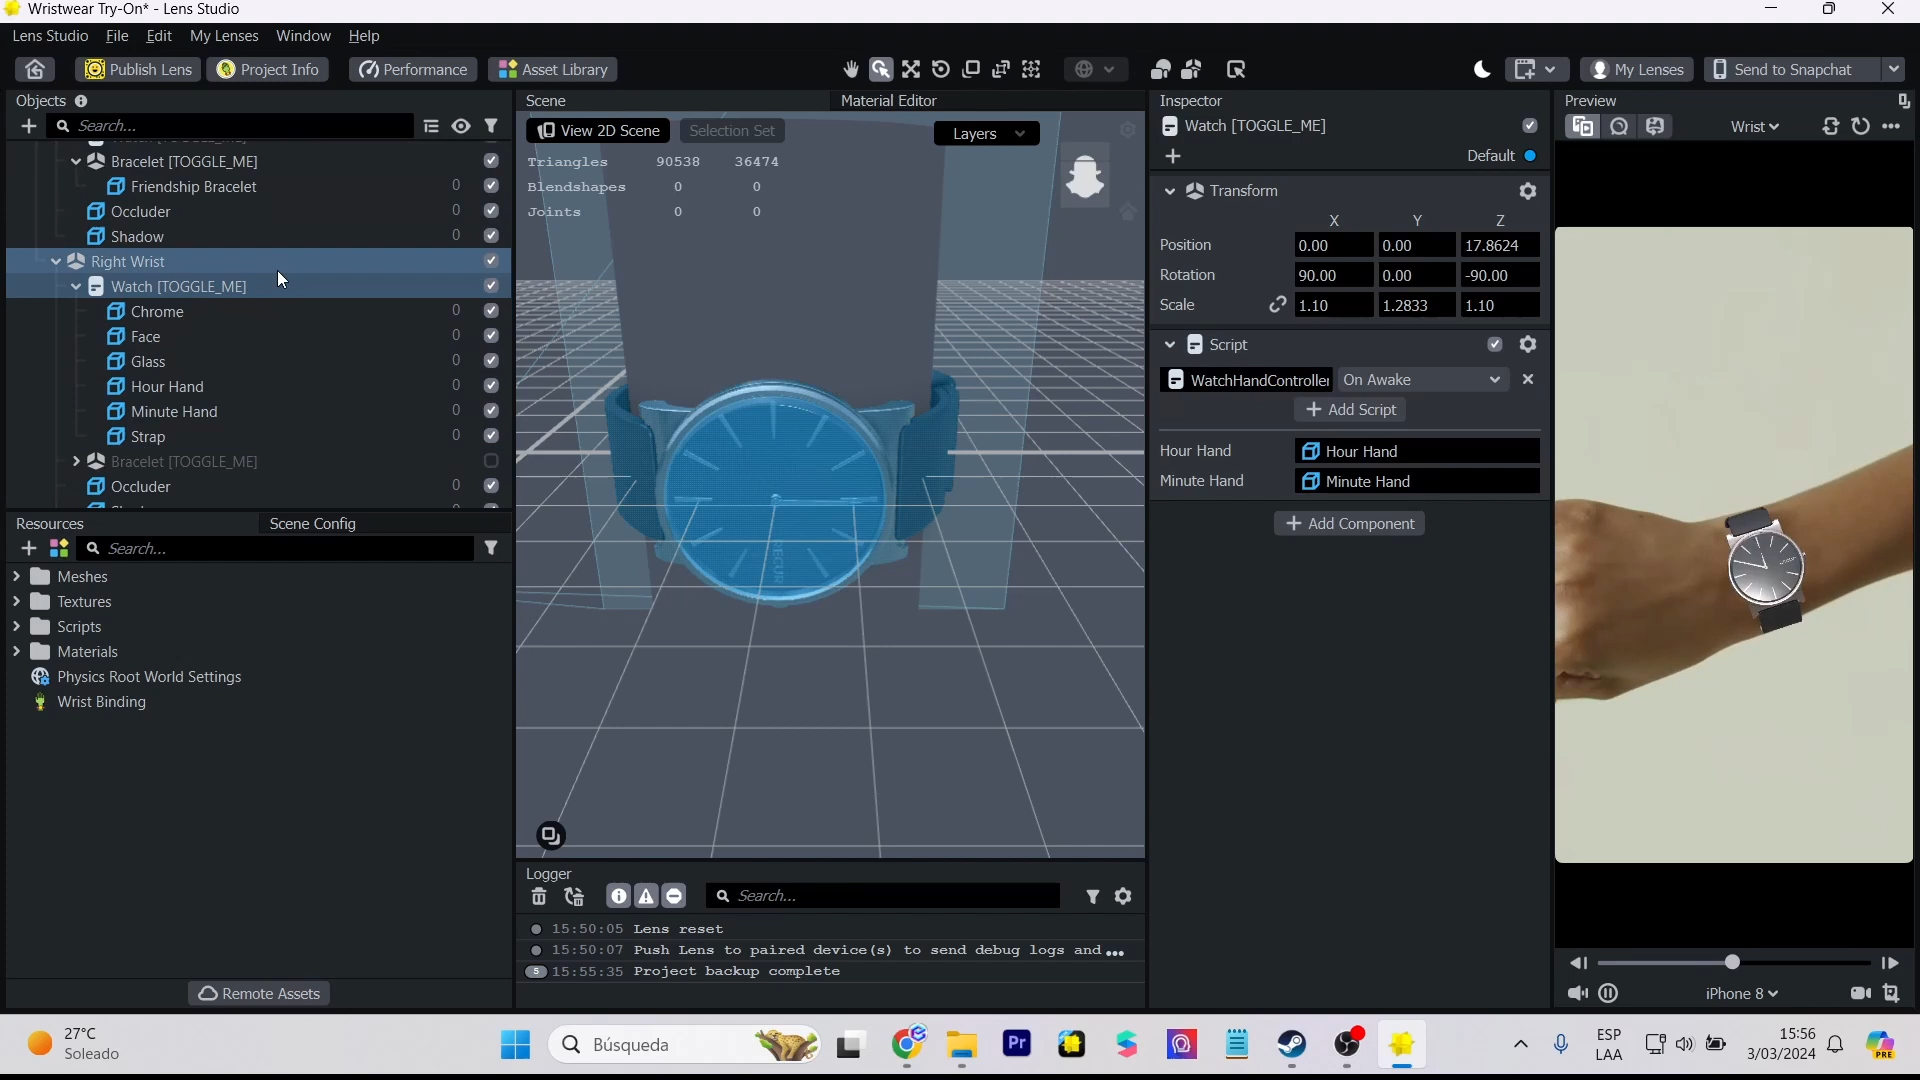 Wristwear Try-On* - Lens Studio
Lens Studio File Edit My Lenses Window Help
Publish Lens Project Info Performance Asset Library My Lenses Send to Snapchat
Objects
Search...
Bracelet [TOGGLE_ME]
Friendship Bracelet 0
Occluder 0
Shadow 0
Right Wrist
Watch [TOGGLE_ME]
Chrome 0
Face 0
Glass 0
Hour Hand 0
Minute Hand 0
Strap 0
Bracelet [TOGGLE_ME]
Occluder 0
Resources Scene Config
Search...
Meshes
Textures
Scripts
Materials
Physics Root World Settings
Wrist Binding
Remote Assets
Scene Material Editor
View 2D Scene Selection Set Layers
Triangles 90538 36474
Blendshapes 0 0
Joints 0 0
RECUR
Logger
Search...
15:50:05 Lens reset
15:50:07 Push Lens to paired device(s) to send debug logs and ...
5 15:55:35 Project backup complete
Inspector
Watch [TOGGLE_ME]
Default
Transform
X Y Z
Position 0.00 0.00 17.8624
Rotation 90.00 0.00 -90.00
Scale 1.10 1.2833 1.10
Script
WatchHandController On Awake
Add Script
Hour Hand Hour Hand
Minute Hand Minute Hand
Add Component
Preview
Wrist
iPhone 8
27°C
Soleado
Búsqueda
Pr
ESP
LAA
15:56
3/03/2024
PRE